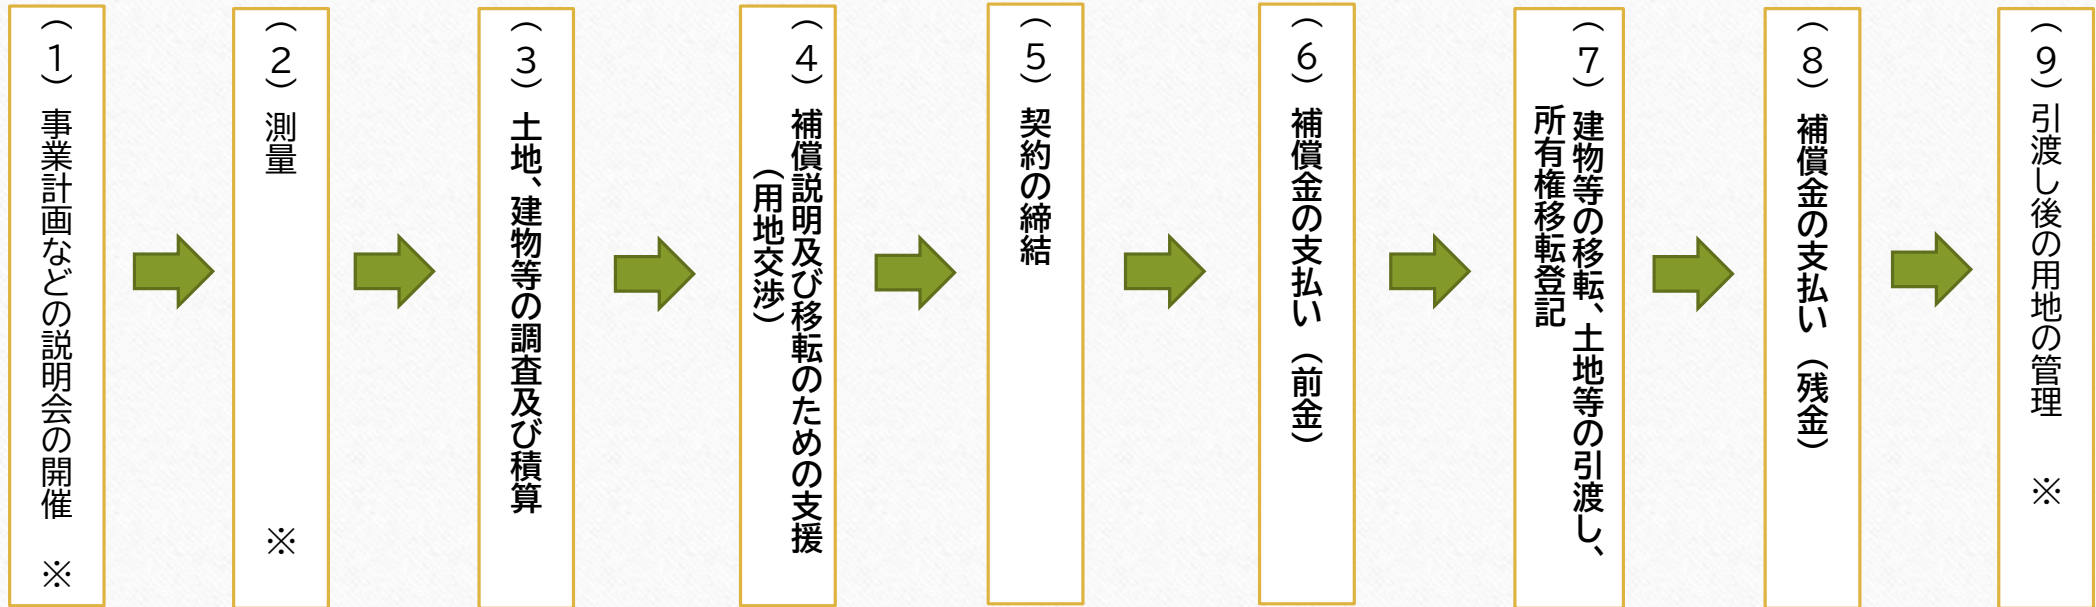 （１）事業計画などの説明会の開催　※
（２）測量　※
（３）土地、建物等の調査及び積算
（４）補償説明及び移転のための支援
（用地交渉）
（５）契約の締結
（６）補償金の支払い（前金）
（７）建物等の移転、土地等の引渡し、
所有権移転登記
（８）補償金の支払い（残金）
（９）引渡し後の用地の管理　※